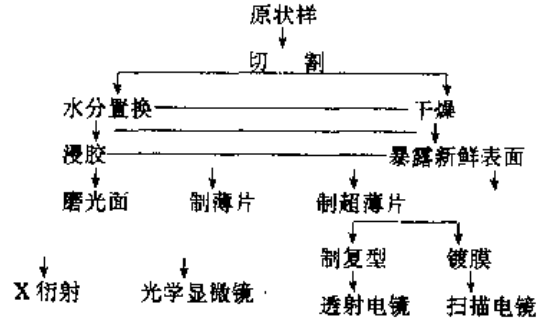 原状样
切 割
水分置换 干燥
浸胶 暴露新鲜表面
磨光面 制薄片 制超薄片
制复型 镀膜
X衍射 光学显微镜 透射电镜 扫描电镜